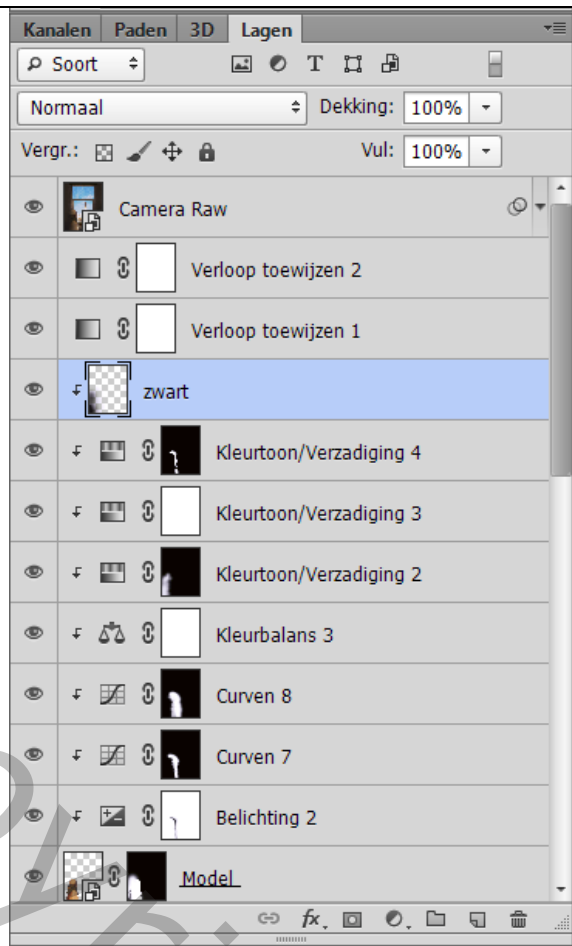 Kanalen Paden 3D Lagen
Soort
Normaal Dekking: 100%
Vergr.: Vul: 100%
Camera Raw
Verloop toewijzen 2
Verloop toewijzen 1
zwart
Kleurtoon/Verzadiging 4
Kleurtoon/Verzadiging 3
Kleurtoon/Verzadiging 2
Kleurbalans 3
Curven 8
Curven 7
Belichting 2
Model
fx